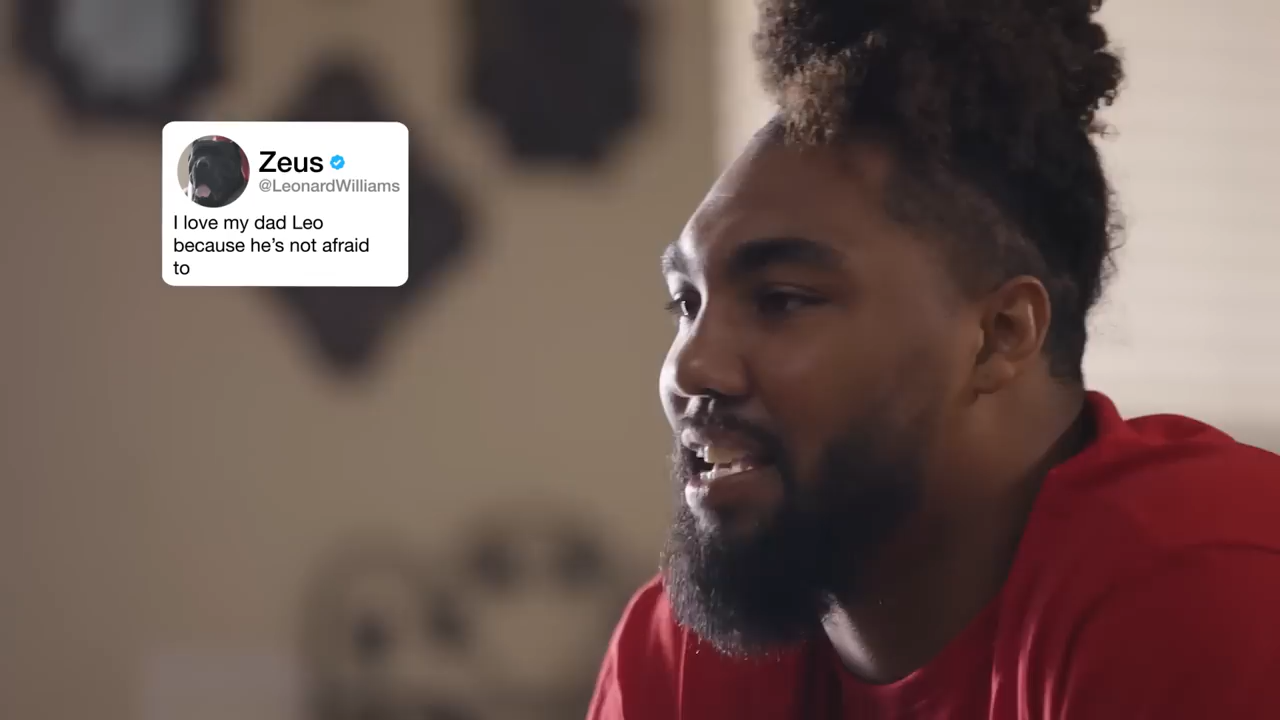 Zeus
@LeonardWilliams
I love my dad Leo
because he's not afraid
to